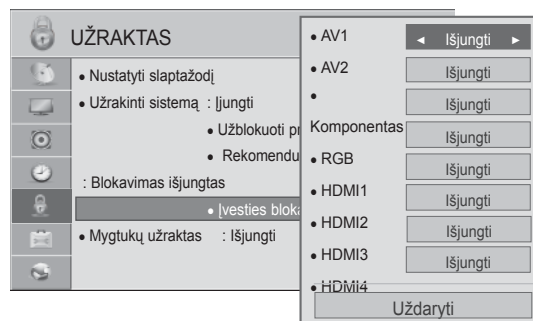 UŽRAKTAS
• Nustatyti slaptažodį
• Užrakinti sistemą : Įjungti
• Užblokuoti pr
• Rekomendu
: Blokavimas išjungtas
• Įvesties bloka
• Mygtukų užraktas : Išjungti
• AV1 ◄ Išjungti ►
• AV2 Išjungti
• Išjungti
Komponentas Išjungti
• RGB Išjungti
• HDMI1 Išjungti
• HDMI2 Išjungti
• HDMI3 Išjungti
• HDMI4
Uždaryti